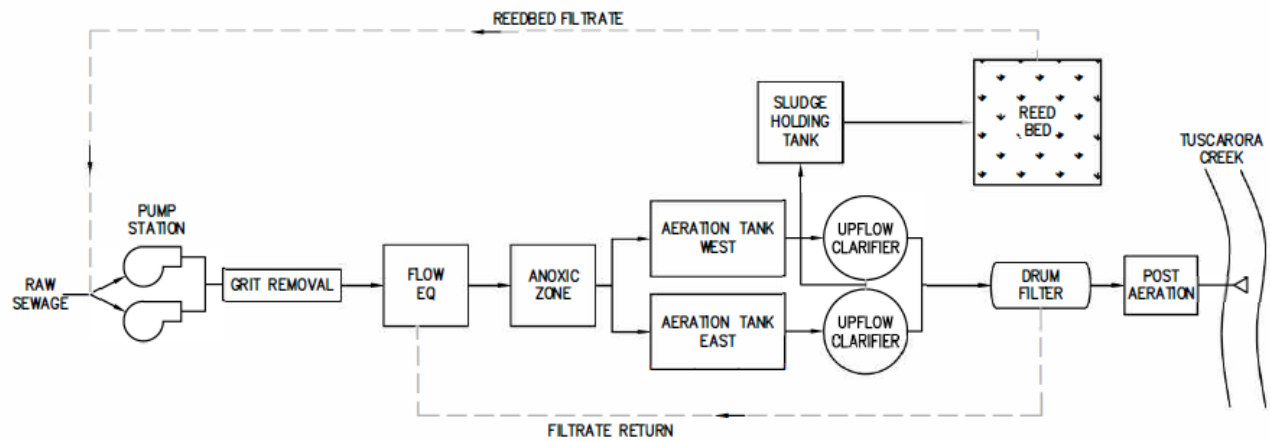 REEDBED FILTRATE
SLUDGE
HOLDING
TANK
REED
BED
TUSCARORA
CREEK
PUMP
STATION
RAW
SEWAGE
GRIT REMOVAL
FLOW
EQ
ANOXIC
ZONE
AERATION TANK
WEST
UPFLOW
CLARIFIER
AERATION TANK
EAST
UPFLOW
CLARIFIER
DRUM
FILTER
POST
AERATION
FILTRATE RETURN